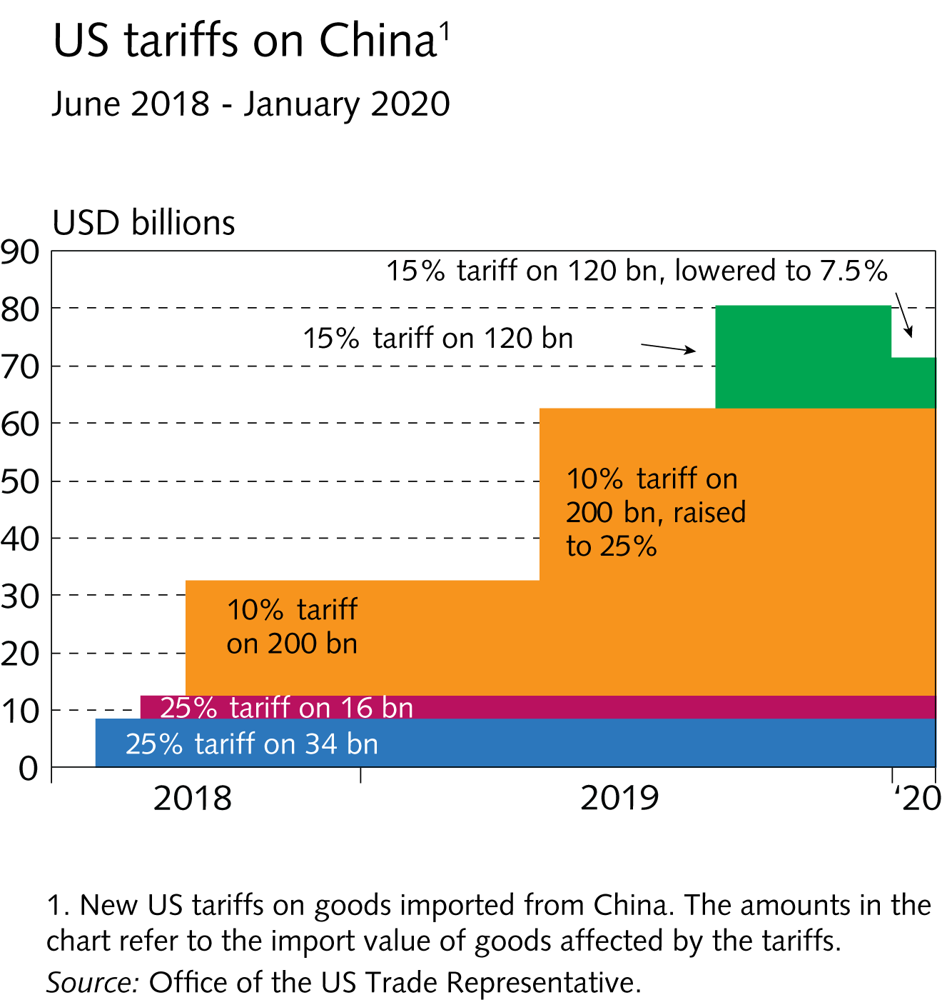 US tariffs on China¹
June 2018 - January 2020
USD billions
90
15% tariff on 120 bn, lowered to 7.5%
80
15% tariff on 120 bn
70
60
50
10% tariff on
200 bn, raised
to 25%
40
30
10% tariff
on 200 bn
20
10
25% tariff on 16 bn
25% tariff on 34 bn
0
2018
2019
‘20
1. New US tariffs on goods imported from China. The amounts in the
chart refer to the import value of goods affected by the tariffs.
Source: Office of the US Trade Representative.